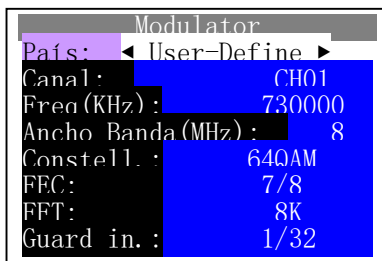 Modulator
País: ◄ User-Define ►
Canal: CH01
Freq(KHz): 730000
Ancho Banda(MHz): 8
Constell.: 64QAM
FEC: 7/8
FFT: 8K
Guard in.: 1/32